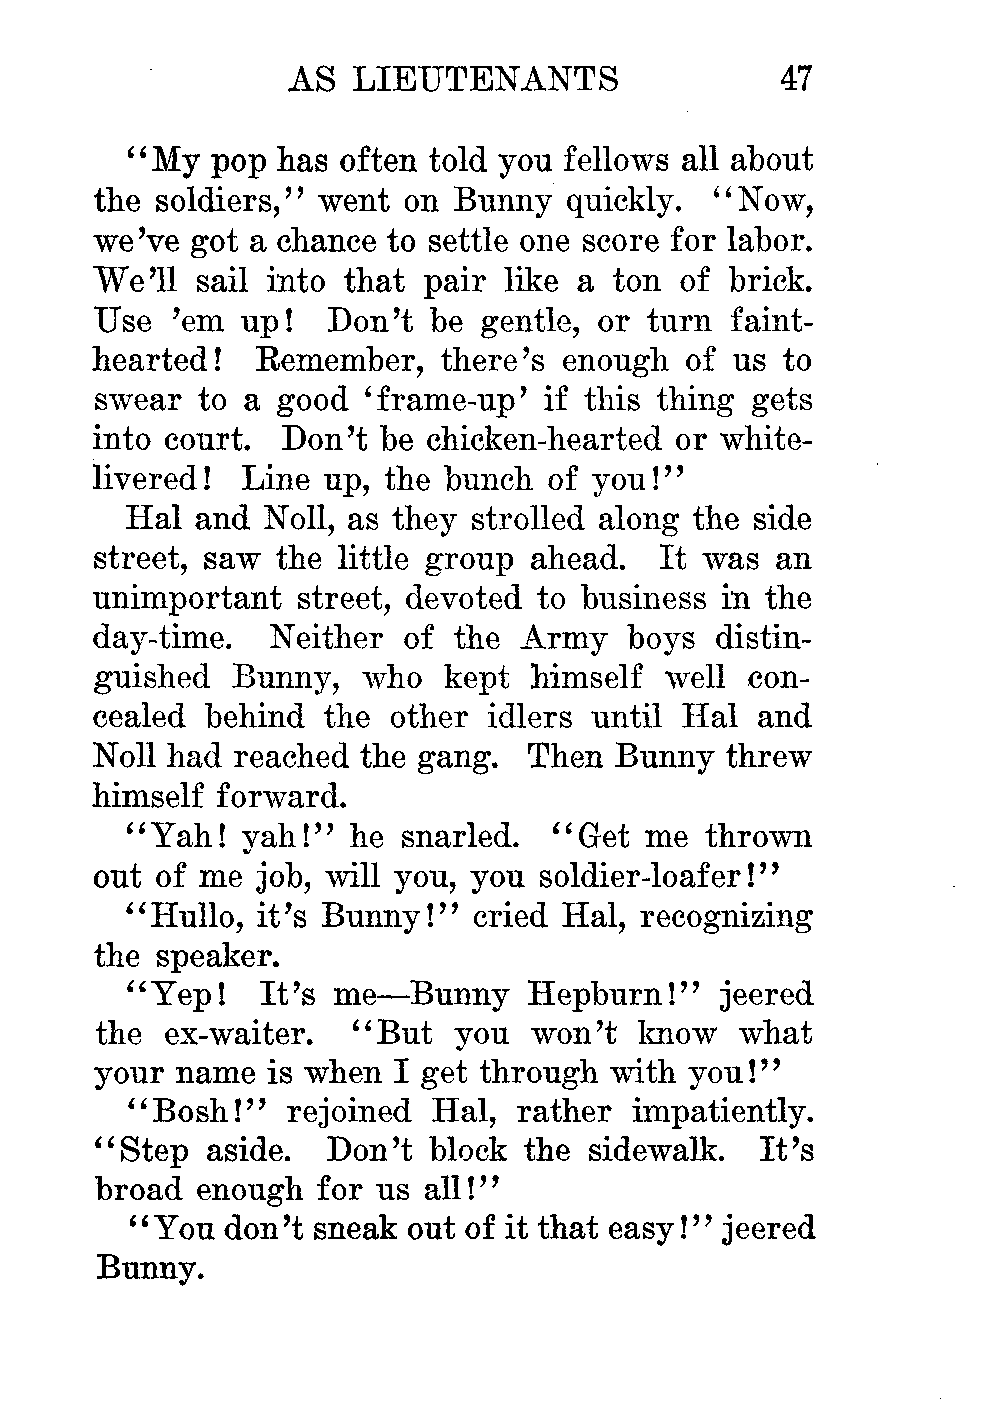 AS LIEUTENANTS 47
“My pop has often told you fellows all about
the soldiers,” went on Bunny quickly. “Now,
we’ve got a chance to settle one score for labor.
We’ll sail into that pair like a ton of brick.
Use ’em up! Don’t be gentle, or turn faint-
hearted! Remember, there’s enough of us to
swear to a good ‘frame-up’ if this thing gets
into court. Don’t be chicken-hearted or white-
livered! Line up, the bunch of you!”
Hal and Noll, as they strolled along the side
street, saw the little group ahead. It was an
unimportant street, devoted to business in the
day-time. Neither of the Army boys distin-
guished Bunny, who kept himself well con-
cealed behind the other idlers until Hal and
Noll had reached the gang. Then Bunny threw
himself forward.
“Yah! yah!” he snarled. “Get me thrown
out of me job, will you, you soldier-loafer!”
“Hullo, it’s Bunny!” cried Hal, recognizing
the speaker.
“Yep! It’s me—Bunny Hepburn!” jeered
the ex-waiter. “But you won’t know what
your name is when I get through with you!”
“Bosh!” rejoined Hal, rather impatiently.
“Step aside. Don’t block the sidewalk. It’s
broad enough for us all!”
“You don’t sneak out of it that easy!” jeered
Bunny.